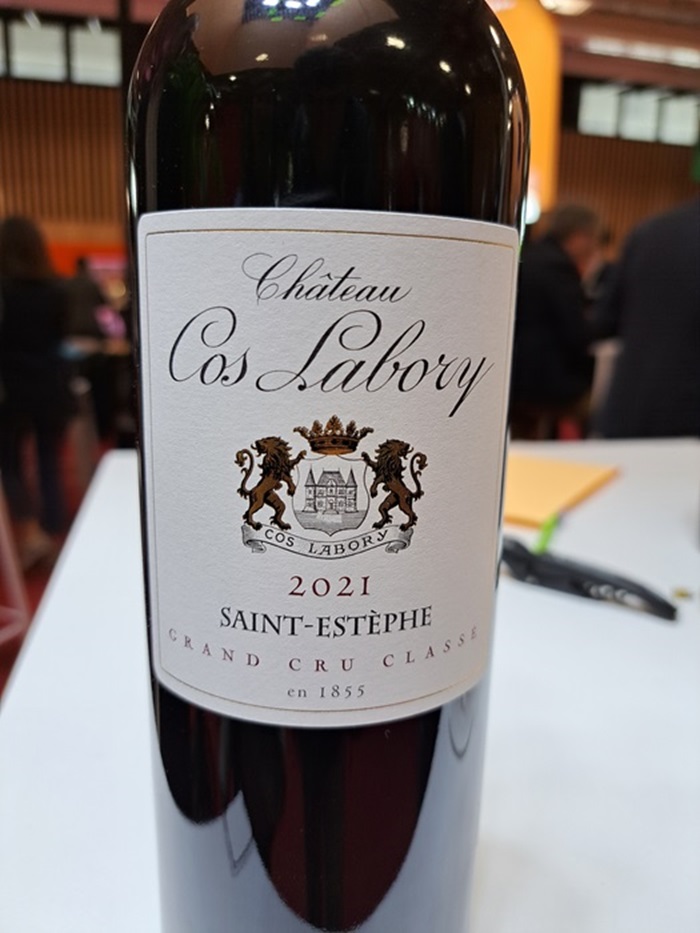 Château
Cos Labory
COS LABORY
2021
SAINT-ESTÈPHE
GRAND CRU CLASSÉ
en 1855